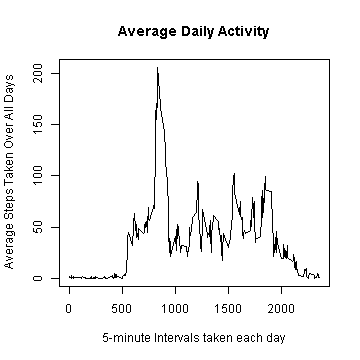 Average Daily Activity
Average Steps Taken Over All Days
200
150
100
50
0
0 500 1000 1500 2000
5-minute Intervals taken each day